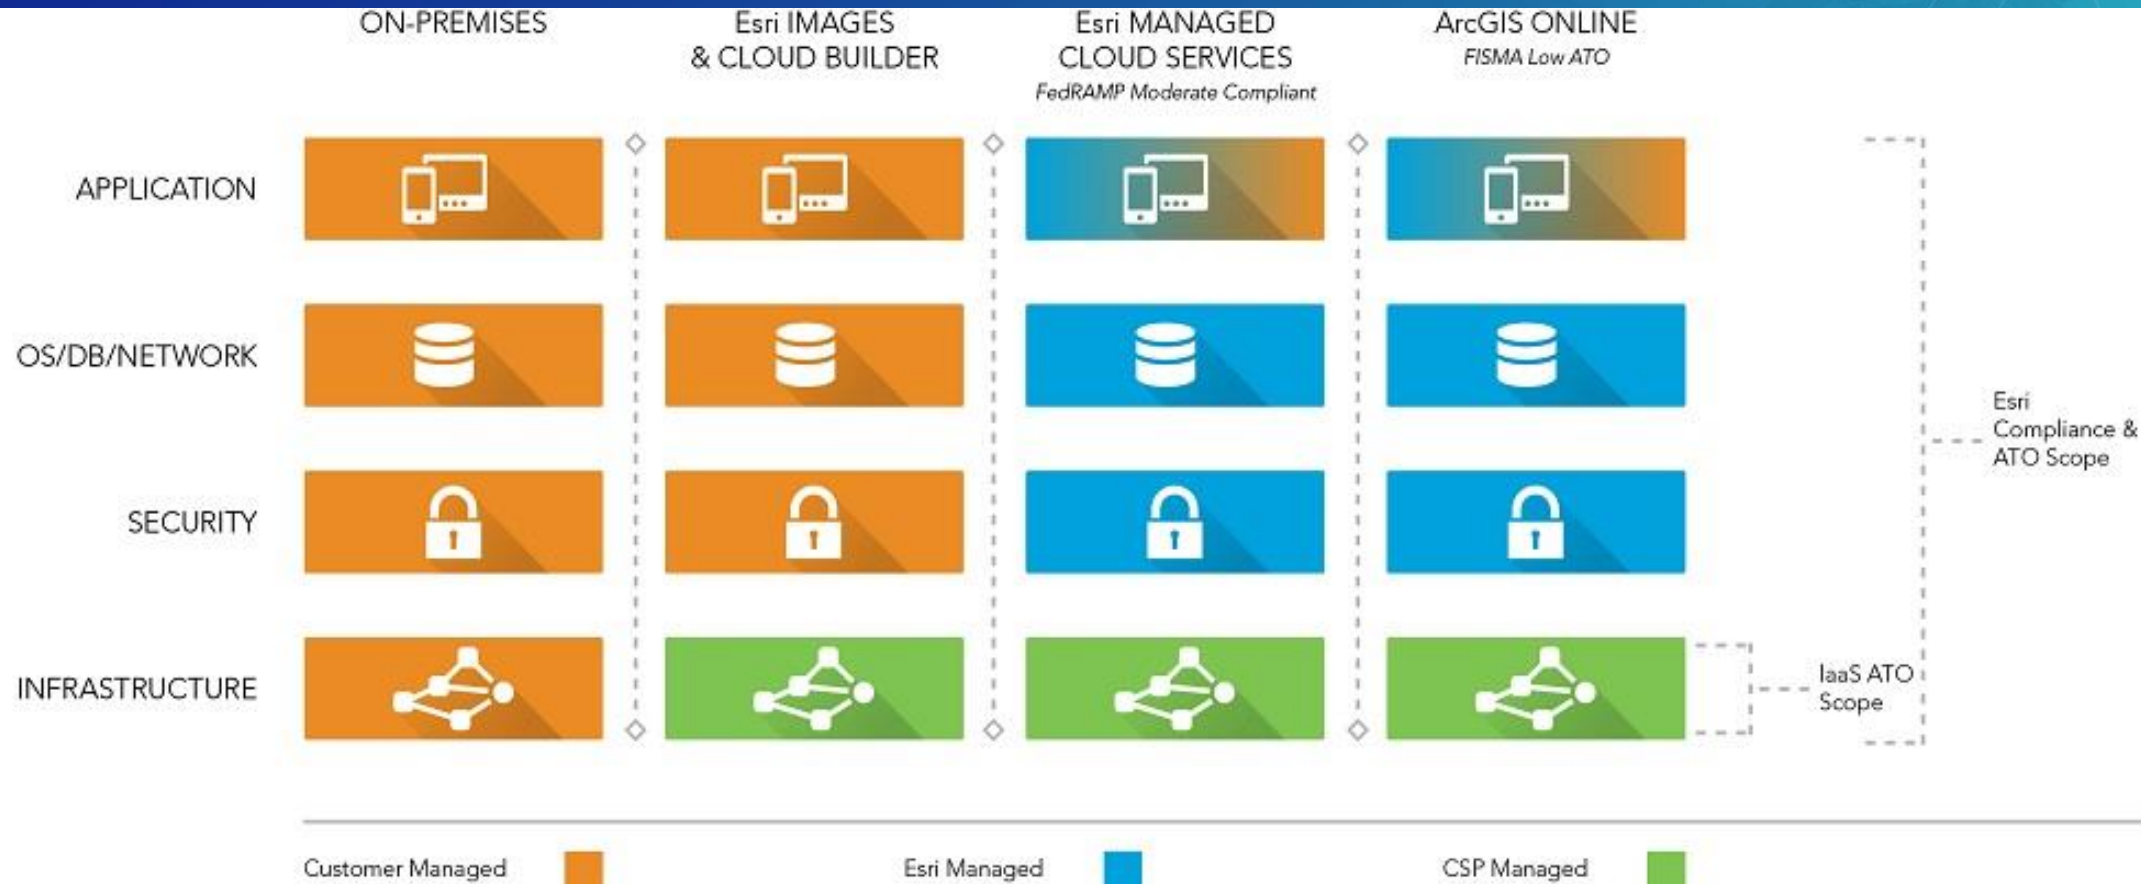 ON-PREMISES
Esri IMAGES
& CLOUD BUILDER
Esri MANAGED
CLOUD SERVICES
FedRAMP Moderate Compliant
ArcGIS ONLINE
FISMA Low ATO
APPLICATION
OS/DB/NETWORK
SECURITY
INFRASTRUCTURE
Esri
Compliance &
ATO Scope
IaaS ATO
Scope
Customer Managed
Esri Managed
CSP Managed